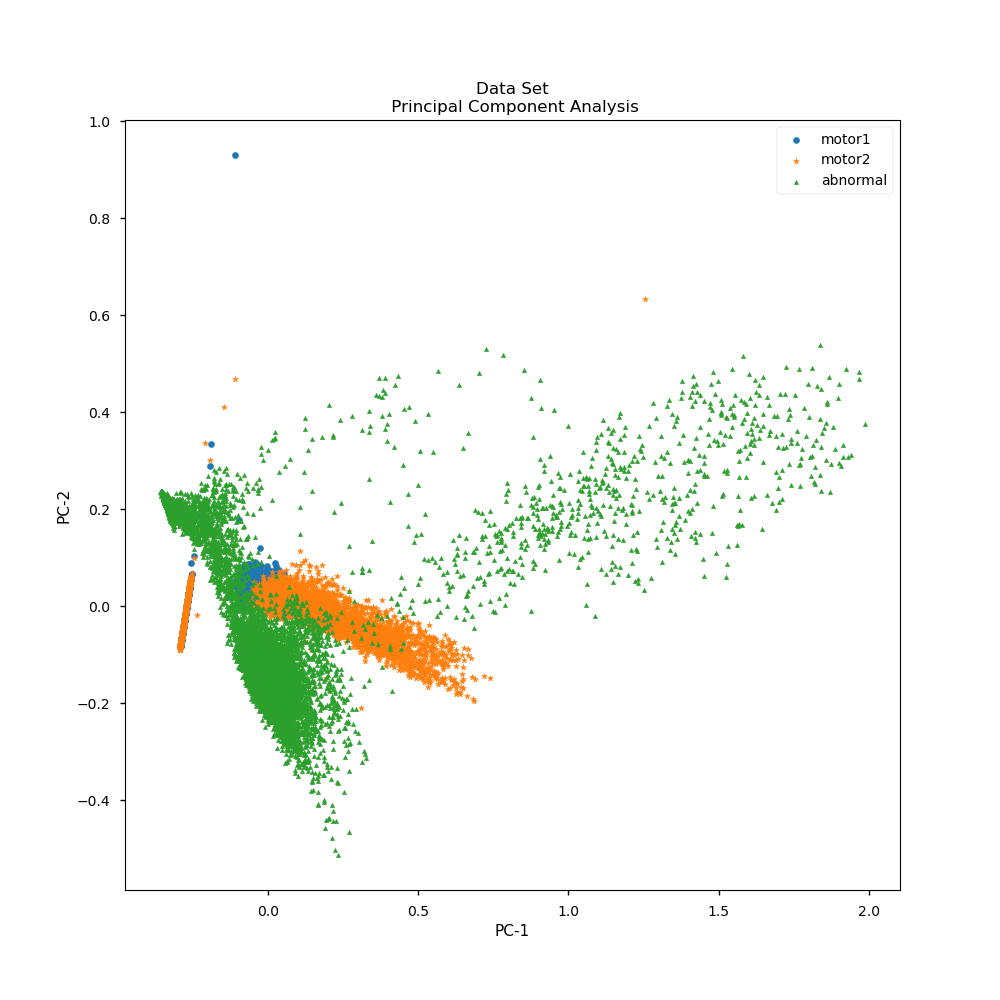 Data Set
Principal Component Analysis
motor1
motor2
abnormal
1.0
0.8
0.6
0.4
0.2
0.0
−0.2
−0.4
PC-2
0.0 0.5 1.0 1.5 2.0
PC-1